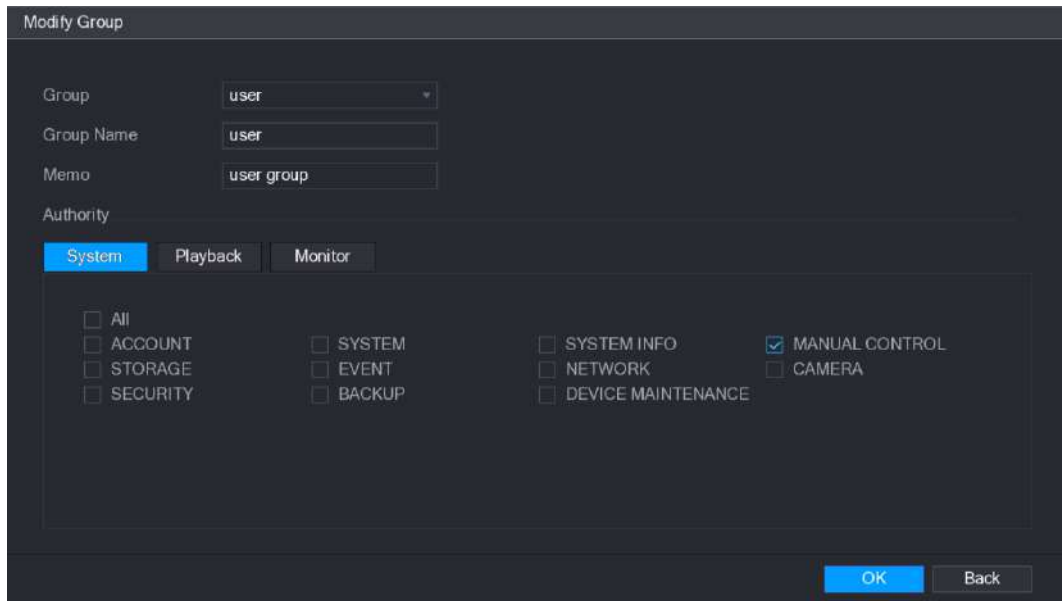 Modify Group
Group user
Group Name user
Memo user group
Authority
System Playback Monitor
All
ACCOUNT SYSTEM SYSTEM INFO MANUAL CONTROL
STORAGE EVENT NETWORK CAMERA
SECURITY BACKUP DEVICE MAINTENANCE
OK Back